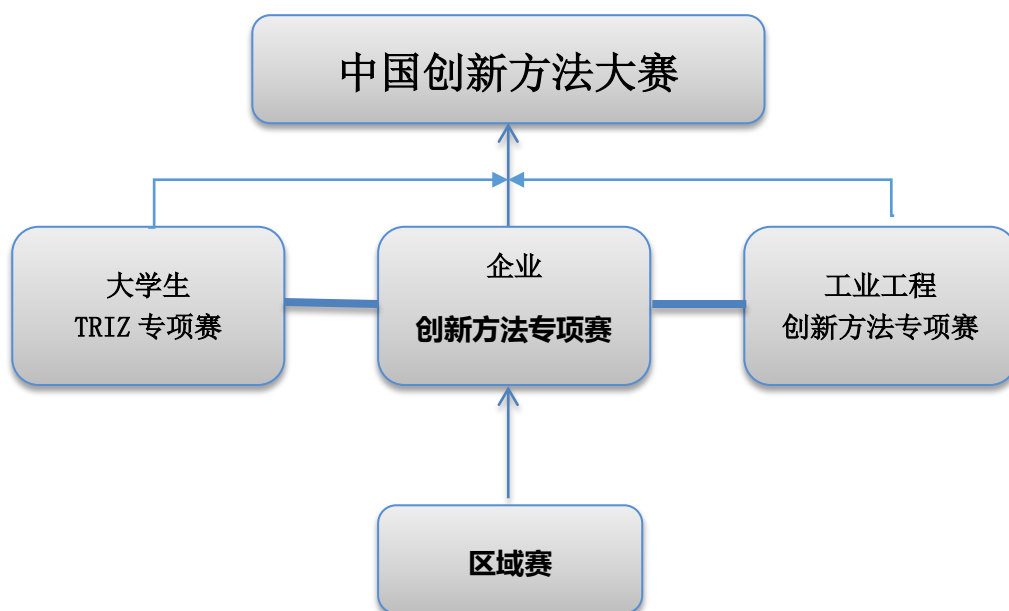 中国创新方法大赛
大学生
TRIZ 专项赛
企业
创新方法专项赛
工业工程
创新方法专项赛
区域赛